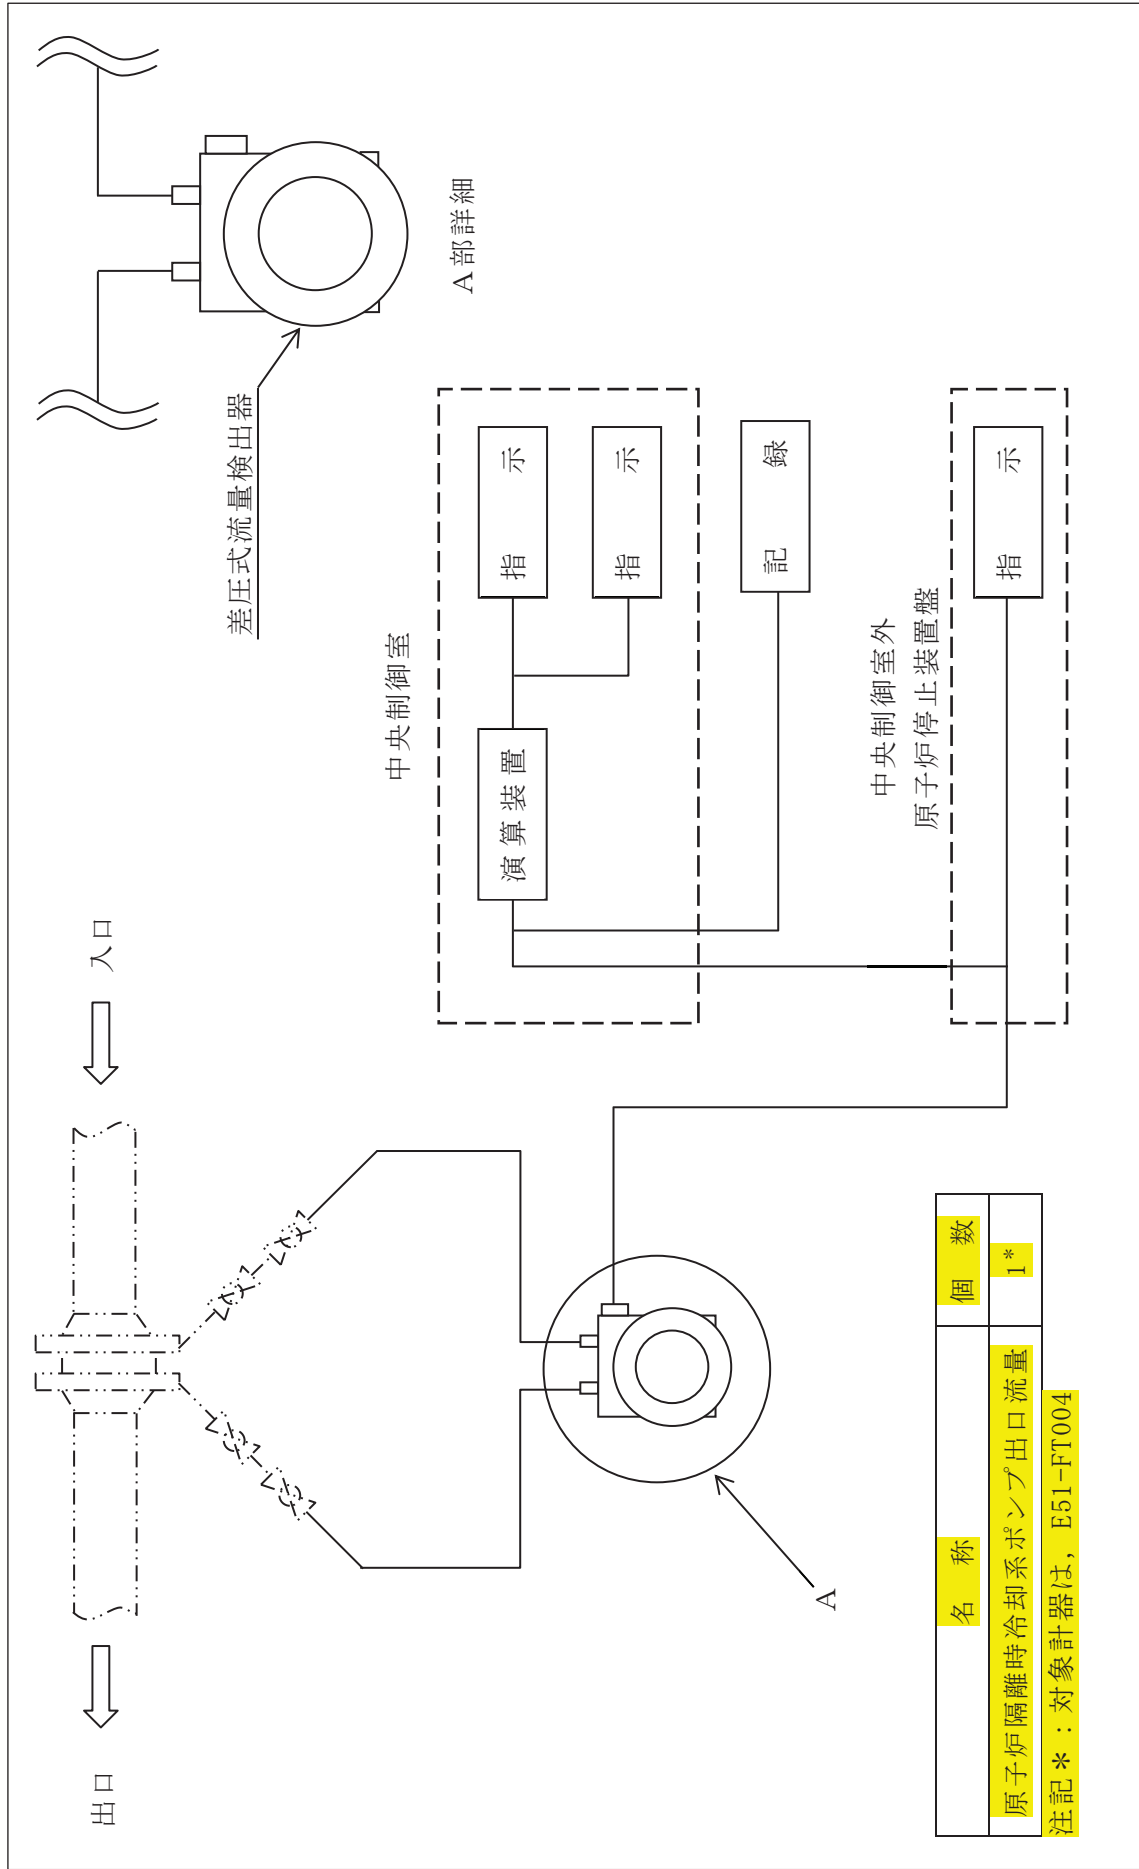 出口
入口
差圧式流量検出器
A部詳細
中央制御室
演算装置
指示
指示
記録
中央制御室外
原子炉停止装置盤
指示
A
名称 個数
原子炉隔離時冷却系ポンプ出口流量 1*
注記*:対象計器は，E51-FT004